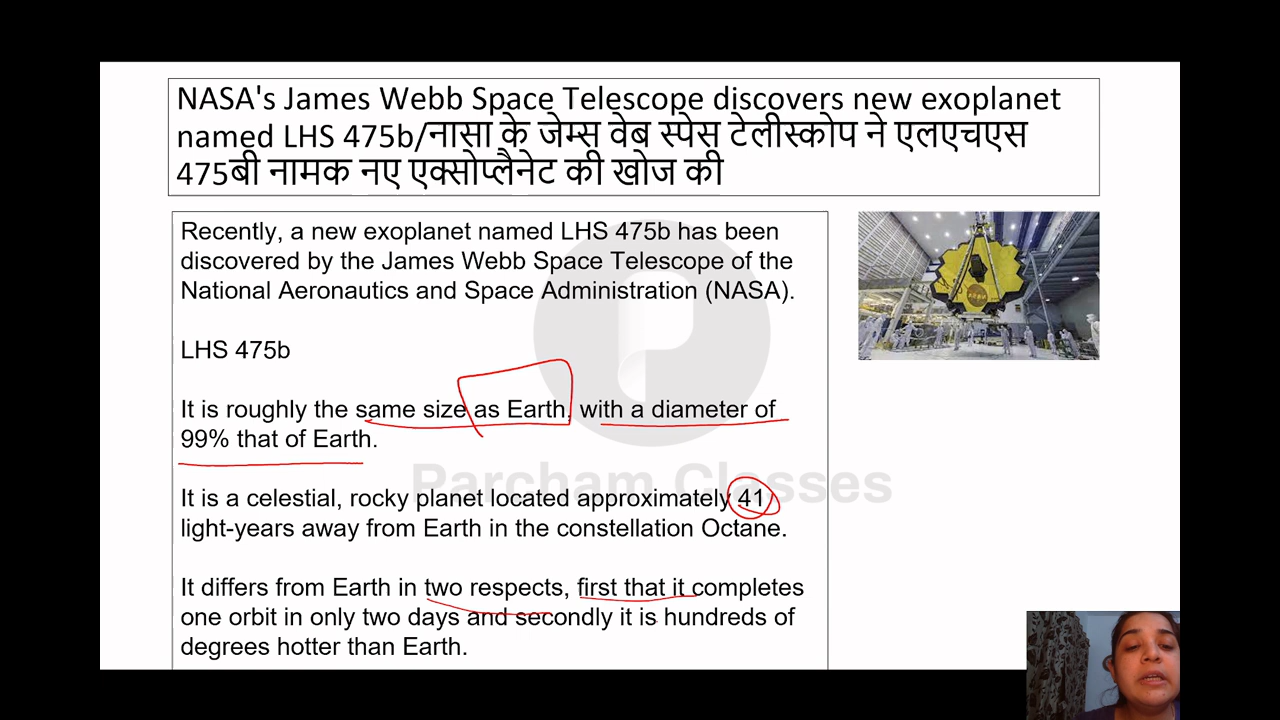 NASA's James Webb Space Telescope discovers new exoplanet
named LHS 475b/नासा के जेम्स वेब स्पेस टेलीस्कोप ने एलएचएस
475बी नामक नए एक्सोप्लैनेट की खोज की
Recently, a new exoplanet named LHS 475b has been
discovered by the James Webb Space Telescope of the
National Aeronautics and Space Administration (NASA).
LHS 475b
It is roughly the same size as Earth, with a diameter of
99% that of Earth.
Parcham Classes
It is a celestial, rocky planet located approximately 41
light-years away from Earth in the constellation Octane.
It differs from Earth in two respects, first that it completes
one orbit in only two days and secondly it is hundreds of
degrees hotter than Earth.